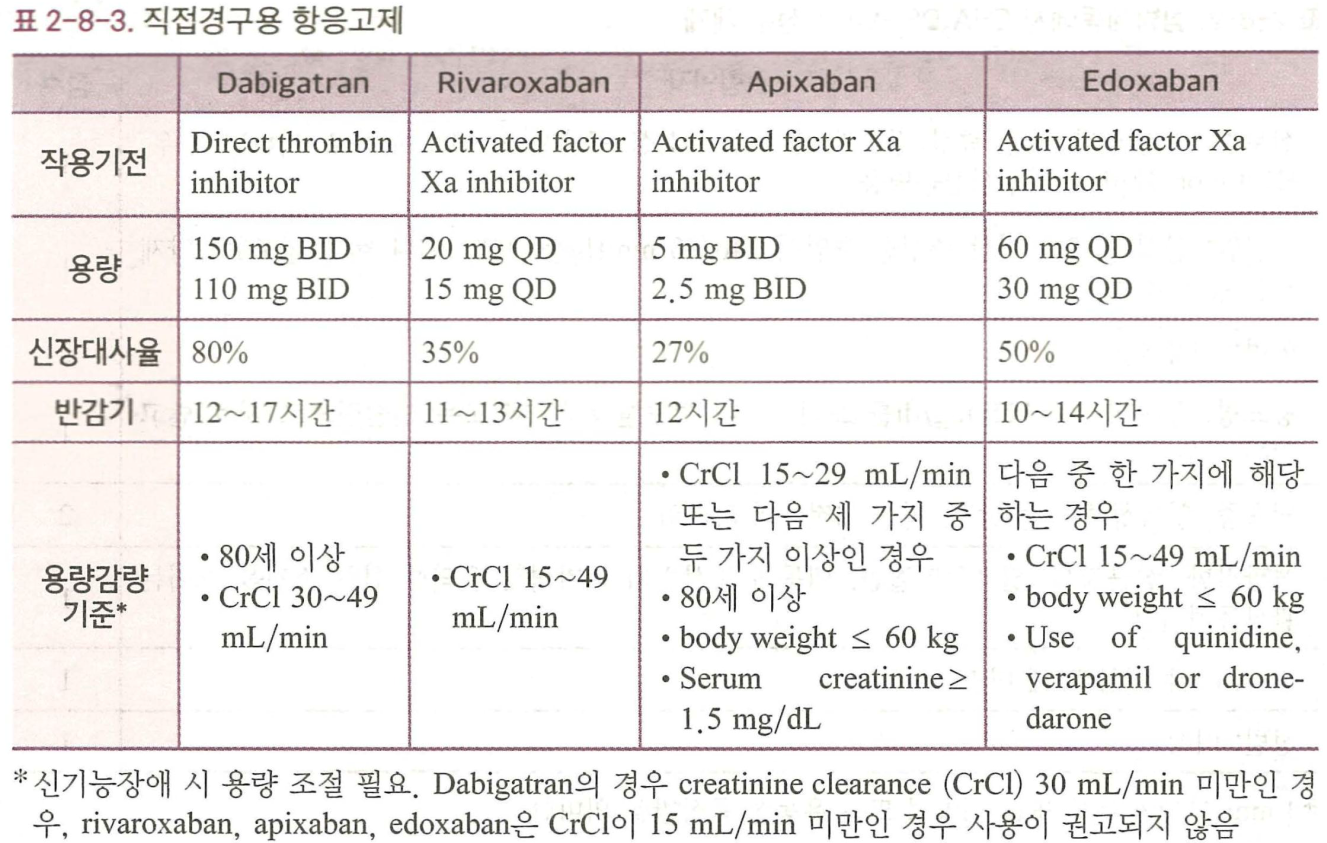 표 2-8-3. 직접경구용 항응고제
Dabigatran Rivaroxaban Apixaban Edoxaban
작용기전
Direct thrombin
inhibitor
Activated factor
Xa inhibitor
Activated factor Xa
inhibitor
Activated factor Xa
inhibitor
용량
150 mg BID
110 mg BID
20 mg QD
15 mg QD
5 mg BID
2.5 mg BID
60 mg QD
30 mg QD
신장대사율 80% 35% 27% 50%
반감기 12~17시간 11~13시간 12시간 10~14시간
용량감량
기준*
• 80세 이상
• CrCl 30~49
mL/min
• CrCl 15~49
mL/min
• CrCl 15~29 mL/min
또는 다음 세 가지 중
두 가지 이상인 경우
• 80세 이상
• body weight ≤ 60 kg
• Serum creatinine≥
1.5 mg/dL
다음 중 한 가지에 해당
하는 경우
• CrCl 15~49 mL/min
• body weight ≤ 60 kg
• Use of quinidine,
verapamil or drone-
darone
* 신기능장애 시 용량 조절 필요. Dabigatran의 경우 creatinine clearance (CrCl) 30 mL/min 미만인 경
우, rivaroxaban, apixaban, edoxaban은 CrCl이 15 mL/min 미만인 경우 사용이 권고되지 않음